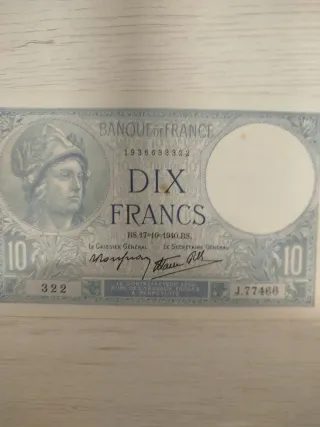 BANQUE DE FRANCE
1936638322
DIX
FRANCS
BS.17-10-1940.BS.
LE CAISSIER GÉNÉRAL LE SECRÉTAIRE GÉNÉRAL
10 10
322 J.77466